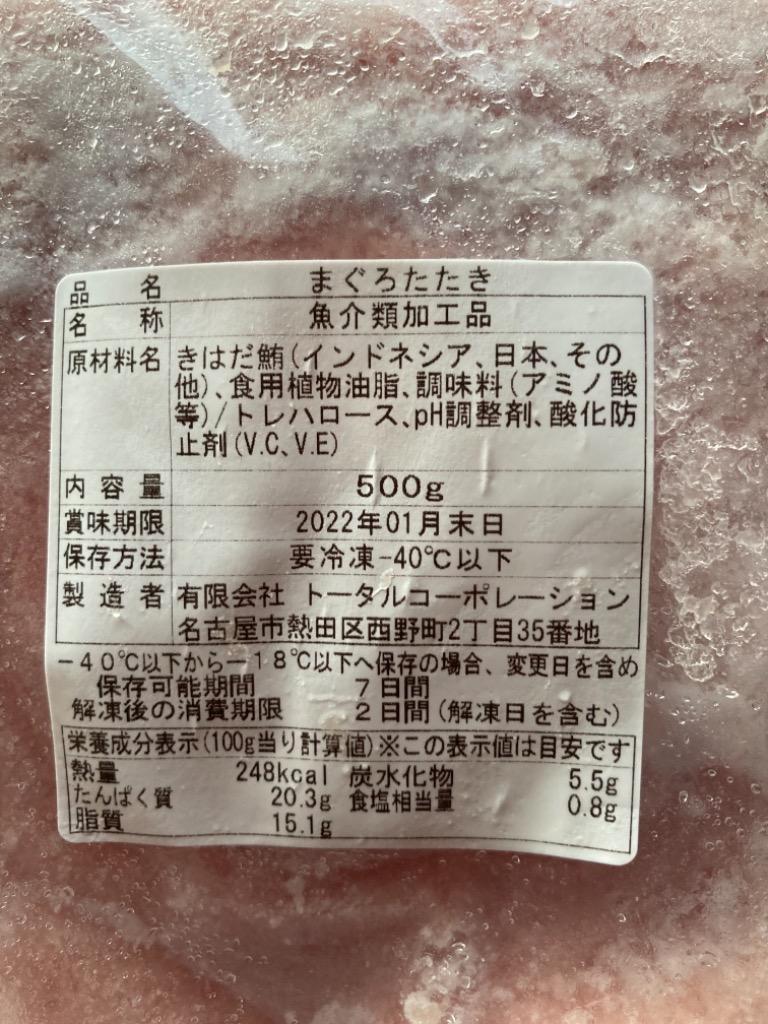 品名 まぐろたたき
名称 魚介類加工品
原材料名 きはだ鮪(インドネシア、日本、その
他)、食用植物油脂、調味料(アミノ酸
等)/トレハロース、pH調整剤、酸化防
止剤(V.C、V.E)
内容量 500g
賞味期限 2022年01月末日
保存方法 要冷凍-40℃以下
製造者 有限会社 トータルコーポレーション
名古屋市熱田区西野町2丁目35番地
-40℃以下から-18℃以下へ保存の場合、変更日を含め
保存可能期間 7日間
解凍後の消費期限 2日間(解凍日を含む)
栄養成分表示(100g当り計算値)※この表示値は目安です
熱量 248kcal 炭水化物 5.5g
たんぱく質 20.3g 食塩相当量 0.8g
脂質 15.1g